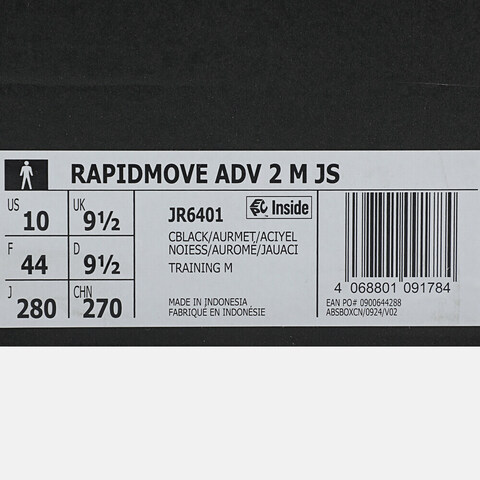 RAPIDMOVE ADV 2 M JS
US 10 UK 9½
F 44 D 9½
J 280 CHN 270
JR6401 Inside
CBLACK/AURMET/ACIYEL
NOIESS/AUROMÉ/JAUACI
TRAINING M
MADE IN INDONESIA
FABRIQUÉ EN INDONÉSIE
4 068801 091784
EAN PO# 0900644288
ABSBOXCN/0924/V02